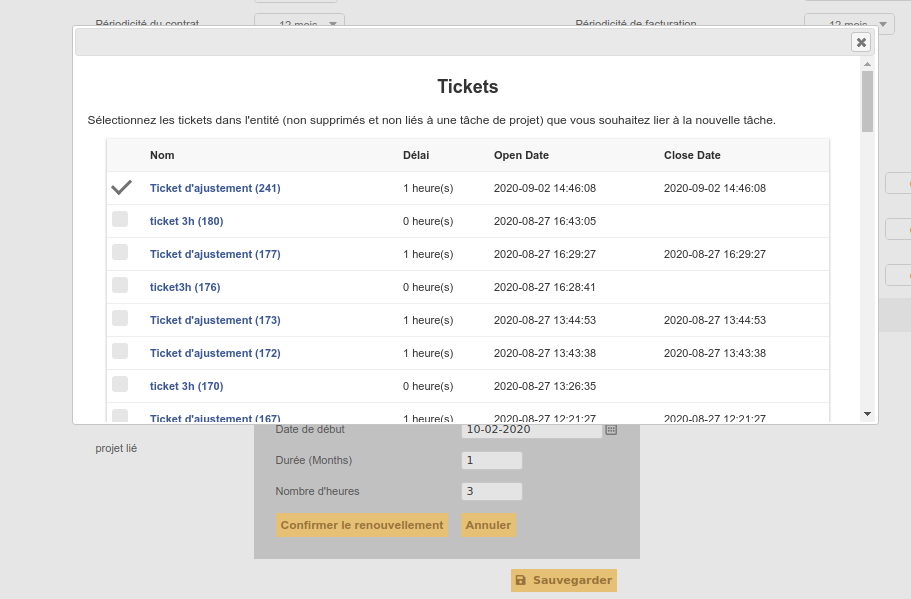 Périodicité du contrat 12 mois Périodicité de facturation 12 mois
Tickets
Sélectionnez les tickets dans l'entité (non supprimés et non liés à une tâche de projet) que vous souhaitez lier à la nouvelle tâche.
Nom Délai Open Date Close Date
Ticket d'ajustement (241) 1 heure(s) 2020-09-02 14:46:08 2020-09-02 14:46:08
ticket 3h (180) 0 heure(s) 2020-08-27 16:43:05
Ticket d'ajustement (177) 1 heure(s) 2020-08-27 16:29:27 2020-08-27 16:29:27
ticket3h (176) 0 heure(s) 2020-08-27 16:28:41
Ticket d'ajustement (173) 1 heure(s) 2020-08-27 13:44:53 2020-08-27 13:44:53
Ticket d'ajustement (172) 1 heure(s) 2020-08-27 13:43:38 2020-08-27 13:43:38
ticket 3h (170) 0 heure(s) 2020-08-27 13:26:35
Ticket d'ajustement (167) 1 heure(s) 2020-08-27 12:21:27 2020-08-27 12:21:27
Date de début 10-02-2020
projet lié
Durée (Months) 1
Nombre d'heures 3
Confirmer le renouvellement Annuler
Sauvegarder